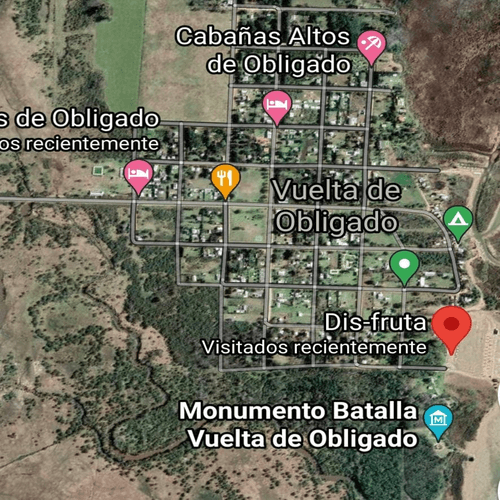 Cabañas Altos
de Obligado
s de Obligado
os recientemente
Vuelta de
Obligado
Dis-fruta
Visitados recientemente
Monumento Batalla
Vuelta de Obligado
M